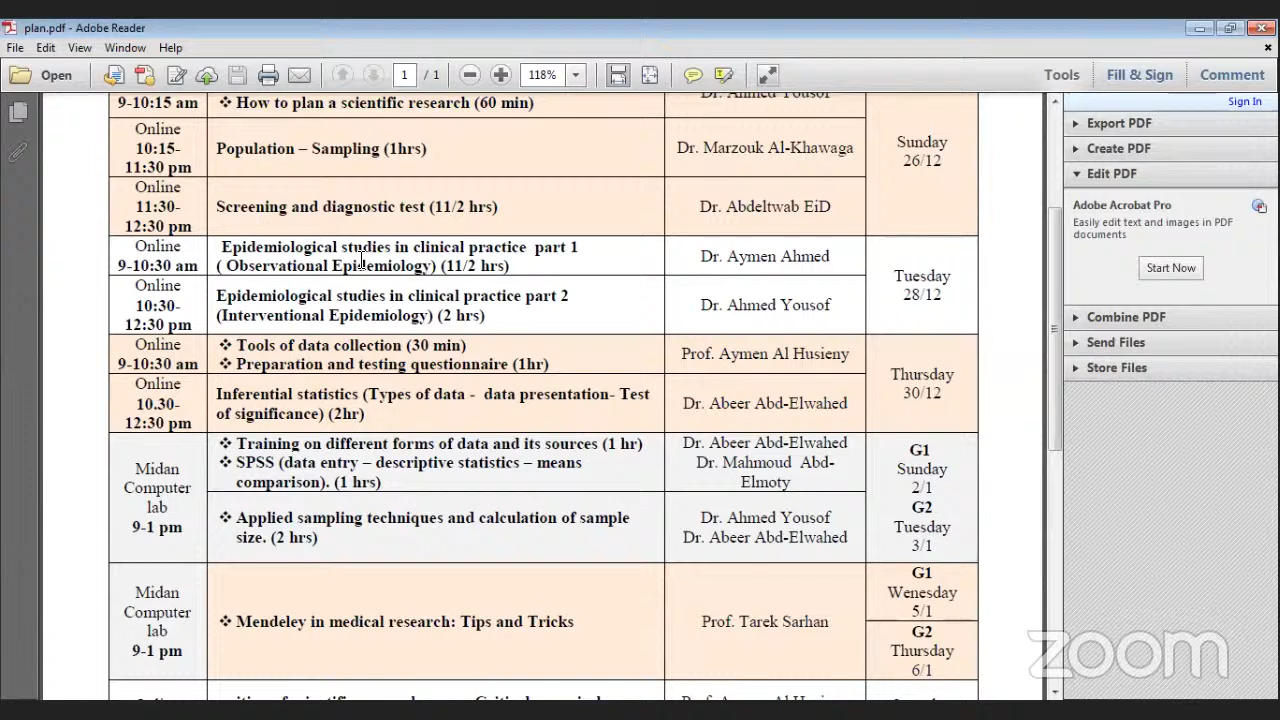 plan.pdf - Adobe Reader
File Edit View Window Help
Open 1 / 1 118% Tools Fill & Sign Comment
Sign In
Export PDF
Create PDF
Edit PDF
Adobe Acrobat Pro
Easily edit text and images in PDF
documents
Start Now
Combine PDF
Send Files
Store Files
9-10:15 am
❖ How to plan a scientific research (60 min)
Dr. Ahmed Yousof
Sunday
26/12
Online
10:15-
11:30 pm
Population – Sampling (1hrs)
Dr. Marzouk Al-Khawaga
Online
11:30-
12:30 pm
Screening and diagnostic test (11/2 hrs)
Dr. Abdeltwab EiD
Online
9-10:30 am
Epidemiological studies in clinical practice part 1
( Observational Epidemiology) (11/2 hrs)
Dr. Aymen Ahmed
Tuesday
28/12
Online
10:30-
12:30 pm
Epidemiological studies in clinical practice part 2
(Interventional Epidemiology) (2 hrs)
Dr. Ahmed Yousof
Online
9-10:30 am
❖ Tools of data collection (30 min)
❖ Preparation and testing questionnaire (1hr)
Prof. Aymen Al Husieny
Thursday
30/12
Online
10.30-
12:30 pm
Inferential statistics (Types of data - data presentation- Test
of significance) (2hr)
Dr. Abeer Abd-Elwahed
Midan
Computer
lab
9-1 pm
❖ Training on different forms of data and its sources (1 hr)
❖ SPSS (data entry – descriptive statistics – means
comparison). (1 hrs)
Dr. Abeer Abd-Elwahed
Dr. Mahmoud Abd-
Elmoty
G1
Sunday
2/1
G2
Tuesday
3/1
❖ Applied sampling techniques and calculation of sample
size. (2 hrs)
Dr. Ahmed Yousof
Dr. Abeer Abd-Elwahed
Midan
Computer
lab
9-1 pm
❖ Mendeley in medical research: Tips and Tricks
Prof. Tarek Sarhan
G1
Wenesday
5/1
G2
Thursday
6/1
zoom